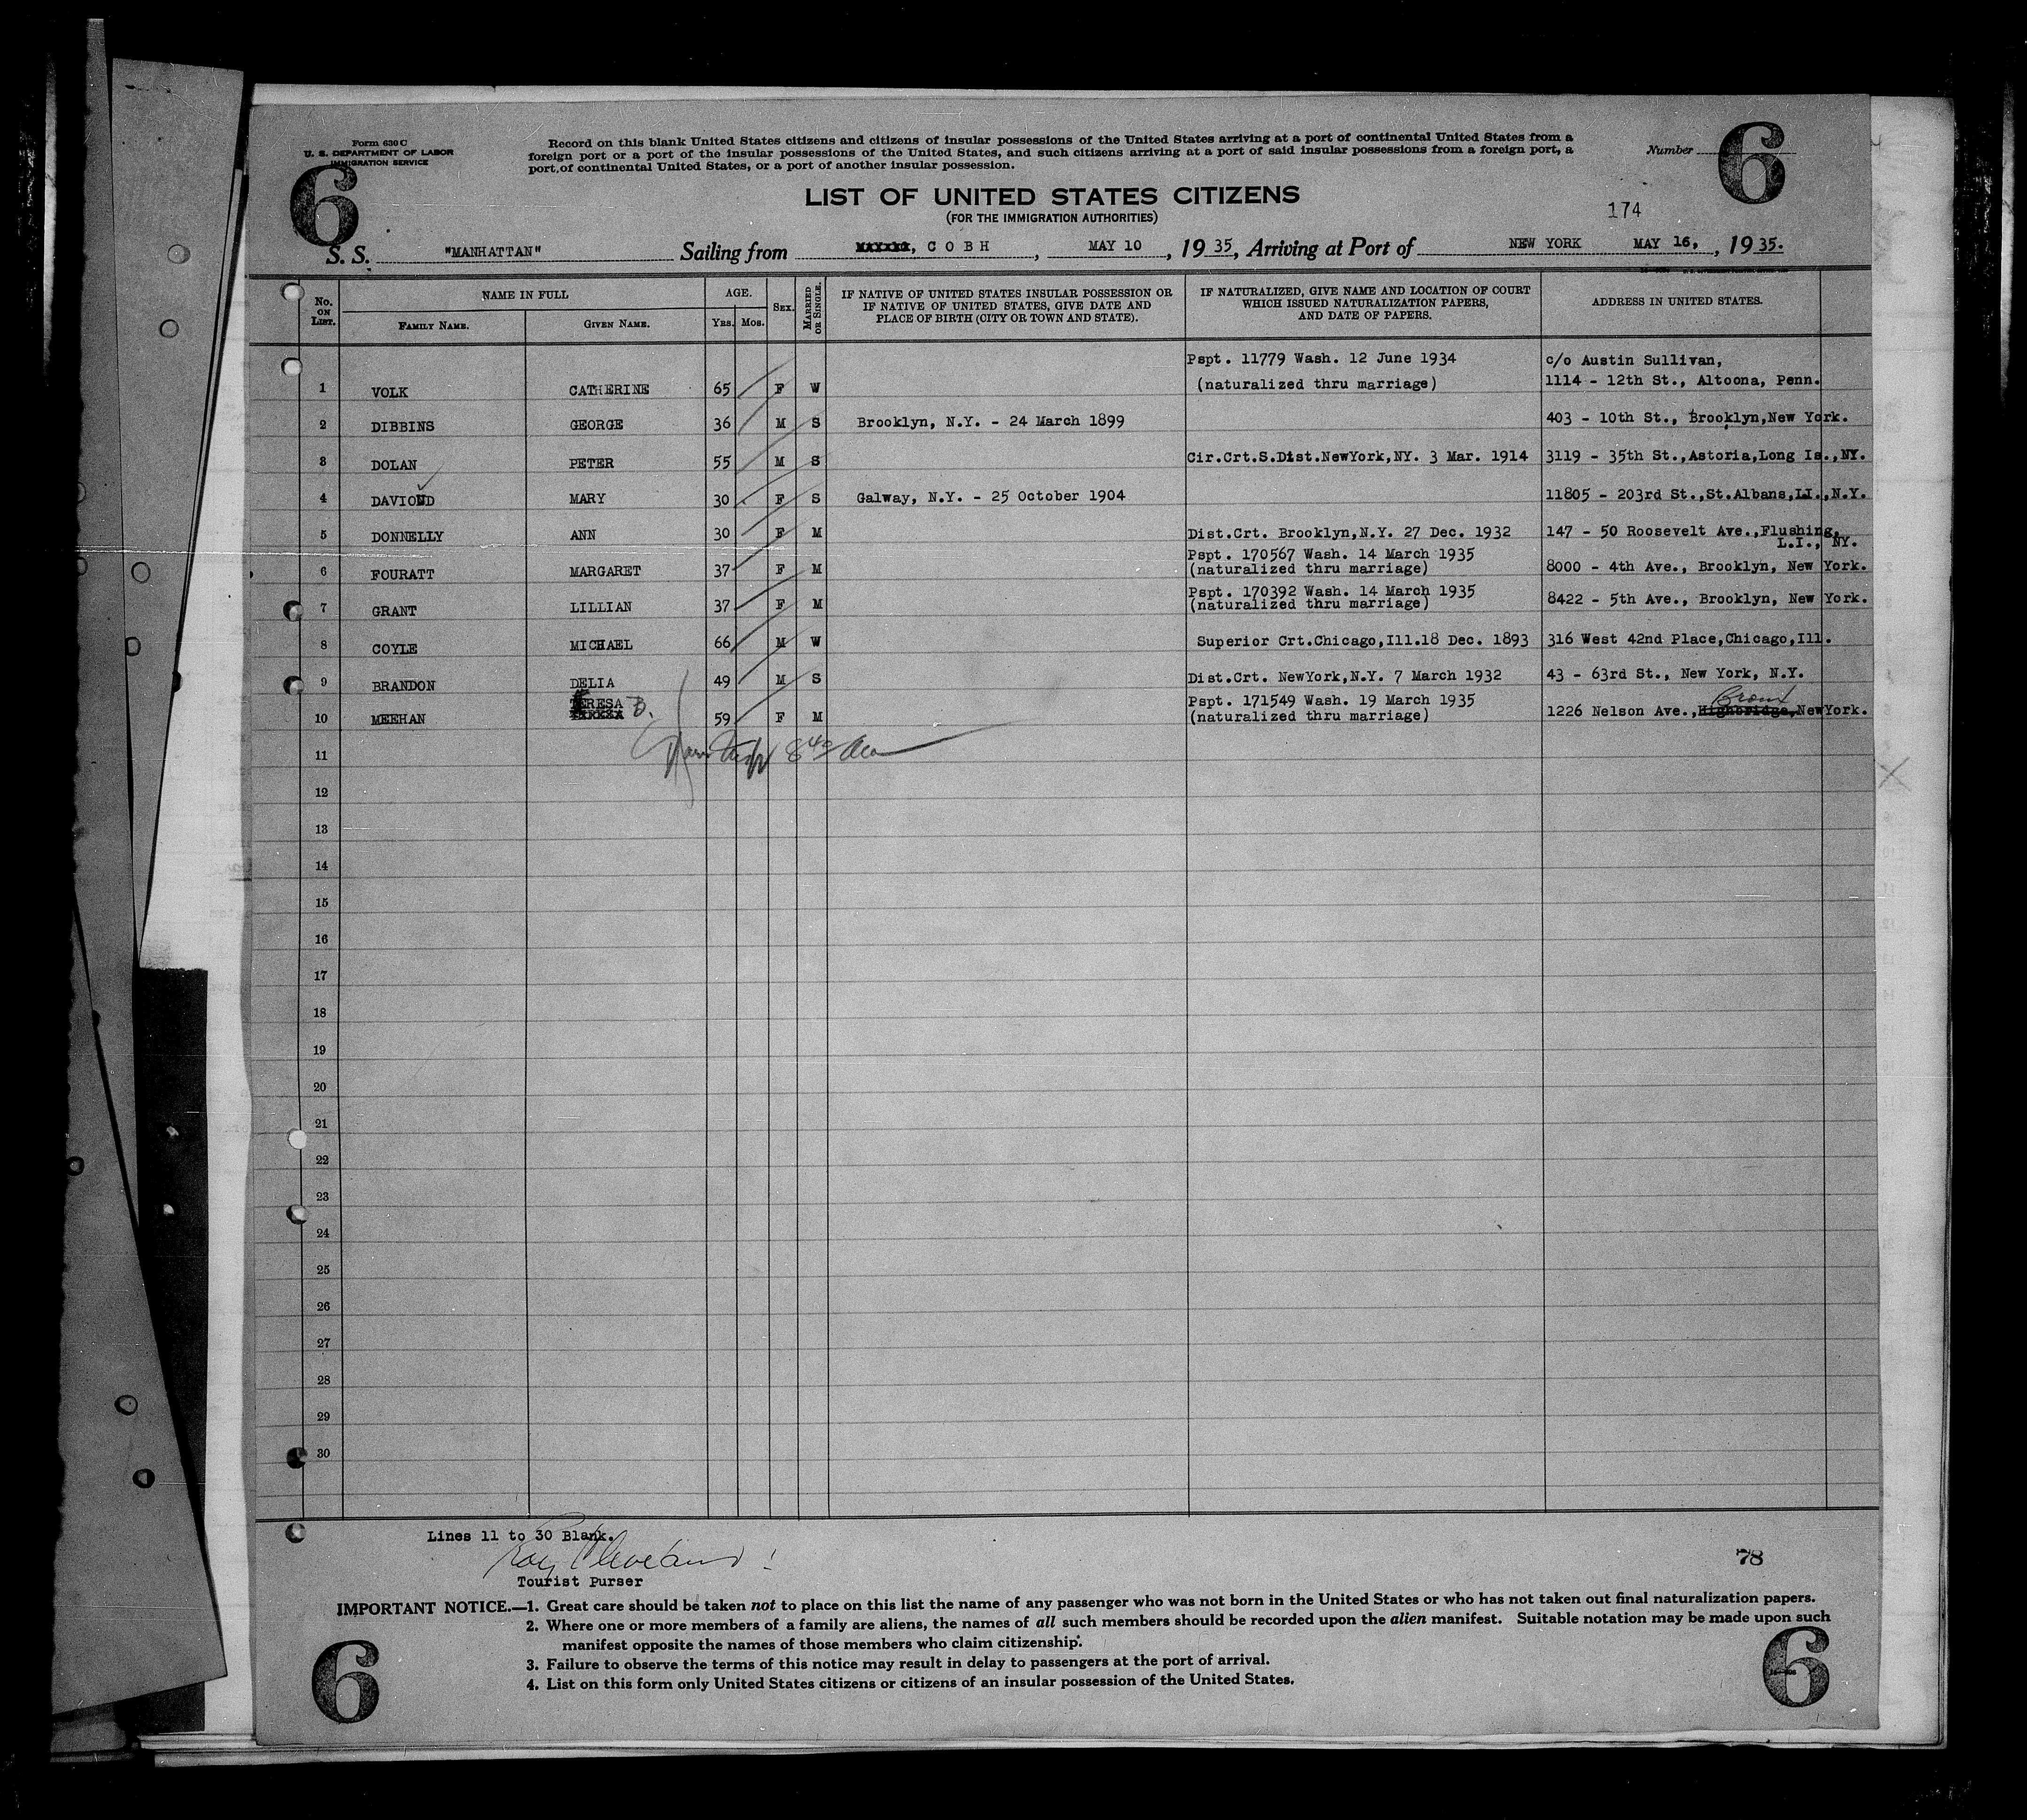 Form 630 C
U. S. DEPARTMENT OF LABOR
IMMIGRATION SERVICE
6
Record on this blank United States citizens and citizens of insular possessions of the United States arriving at a port of continental United States from a
foreign port or a port of the insular possessions of the United States, and such citizens arriving at a port of said insular possessions from a foreign port, a
port of continental United States, or a port of another insular possession.
Number
6
LIST OF UNITED STATES CITIZENS
(FOR THE IMMIGRATION AUTHORITIES)
174
S. S. "MANHATTAN" Sailing from , COBH , MAY 10 , 19 35, Arriving at Port of NEW YORK MAY 16, , 19 35.
No. on List. NAME IN FULL Family Name. Given Name. AGE. Yrs. Mos. Sex. Married or Single. IF NATIVE OF UNITED STATES INSULAR POSSESSION OR IF NATIVE OF UNITED STATES, GIVE DATE AND PLACE OF BIRTH (CITY OR TOWN AND STATE). IF NATURALIZED, GIVE NAME AND LOCATION OF COURT WHICH ISSUED NATURALIZATION PAPERS, AND DATE OF PAPERS. ADDRESS IN UNITED STATES.
Pspt. 11779 Wash. 12 June 1934 c/o Austin Sullivan,
1 VOLK CATHERINE 65 F W (naturalized thru marriage) 1114 - 12th St., Altoona, Penn.
2 DIBBINS GEORGE 36 M S Brooklyn, N.Y. - 24 March 1899 403 - 10th St., Brooklyn,New York.
3 DOLAN PETER 55 M S Cir.Crt.S.Dist.NewYork,NY. 3 Mar. 1914 3119 - 35th St.,Astoria,Long Is.,NY.
4 DAVIOUD MARY 30 F S Galway, N.Y. - 25 October 1904 11805 - 203rd St.,St.Albans,LI.,N.Y.
5 DONNELLY ANN 30 F M Dist.Crt. Brooklyn,N.Y. 27 Dec. 1932 147 - 50 Roosevelt Ave.,Flushing,
L.I., NY.
Pspt. 170567 Wash. 14 March 1935
6 FOURATT MARGARET 37 F M (naturalized thru marriage) 8000 - 4th Ave., Brooklyn, New York.
Pspt. 170392 Wash. 14 March 1935
7 GRANT LILLIAN 37 F M (naturalized thru marriage) 8422 - 5th Ave., Brooklyn, New York.
8 COYLE MICHAEL 66 M W Superior Crt.Chicago,Ill.18 Dec. 1893 316 West 42nd Place,Chicago,Ill.
9 BRANDON DELIA 49 M S Dist.Crt. NewYork,N.Y. 7 March 1932 43 - 63rd St., New York, N.Y.
TERESA B. Pspt. 171549 Wash. 19 March 1935 Bronx
10 MEEHAN 59 F M (naturalized thru marriage) 1226 Nelson Ave.,Highbridge,NewYork.
11
12
13
14
15
16
17
18
19
20
21
22
23
24
25
26
27
28
29
30
Lines 11 to 30 Blank.
Roy Cleveland
78
Tourist Purser
IMPORTANT NOTICE.—1. Great care should be taken not to place on this list the name of any passenger who was not born in the United States or who has not taken out final naturalization papers.
2. Where one or more members of a family are aliens, the names of all such members should be recorded upon the alien manifest. Suitable notation may be made upon such
manifest opposite the names of those members who claim citizenship.
3. Failure to observe the terms of this notice may result in delay to passengers at the port of arrival.
4. List on this form only United States citizens or citizens of an insular possession of the United States.
6
6